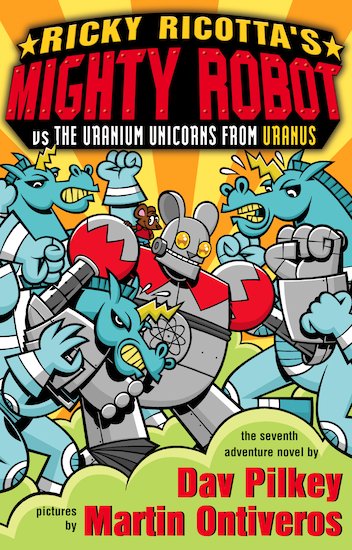 RICKY RICOTTA'S
MIGHTY ROBOT
vs THE URANIUM UNICORNS FROM URANUS
the seventh
adventure novel by
Dav Pilkey
pictures
by
Martin Ontiveros